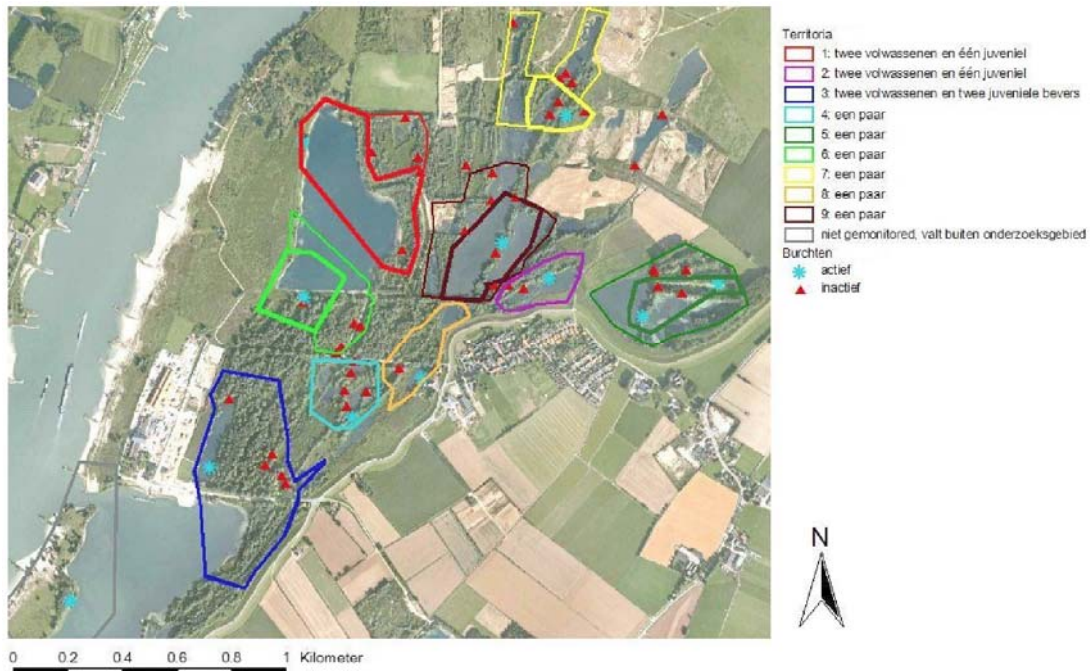 Territoria
1: twee volwassenen en één juveniel
2: twee volwassenen en één juveniel
3: twee volwassenen en twee juveniele bevers
4: een paar
5: een paar
6: een paar
7: een paar
8: een paar
9: een paar
niet gemonitored, valt buiten onderzoeksgebied
Burchten
actief
inactief
N
0 0.2 0.4 0.6 0.8 1 Kilometer